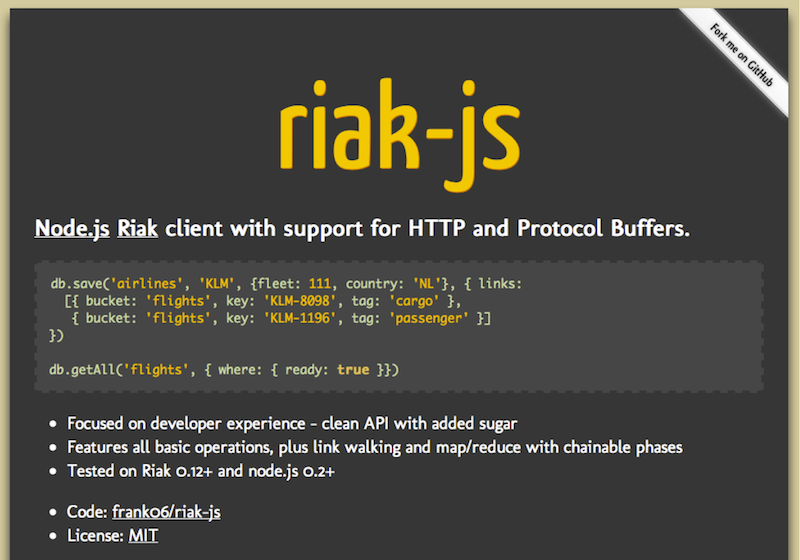 Fork me on GitHub
riak-js
Node.js Riak client with support for HTTP and Protocol Buffers.
db.save('airlines', 'KLM', {fleet: 111, country: 'NL'}, { links:
[{ bucket: 'flights', key: 'KLM-8098', tag: 'cargo' },
{ bucket: 'flights', key: 'KLM-1196', tag: 'passenger' }]
})
db.getAll('flights', { where: { ready: true }})
• Focused on developer experience - clean API with added sugar
• Features all basic operations, plus link walking and map/reduce with chainable phases
• Tested on Riak 0.12+ and node.js 0.2+
• Code: frank06/riak-js
• License: MIT